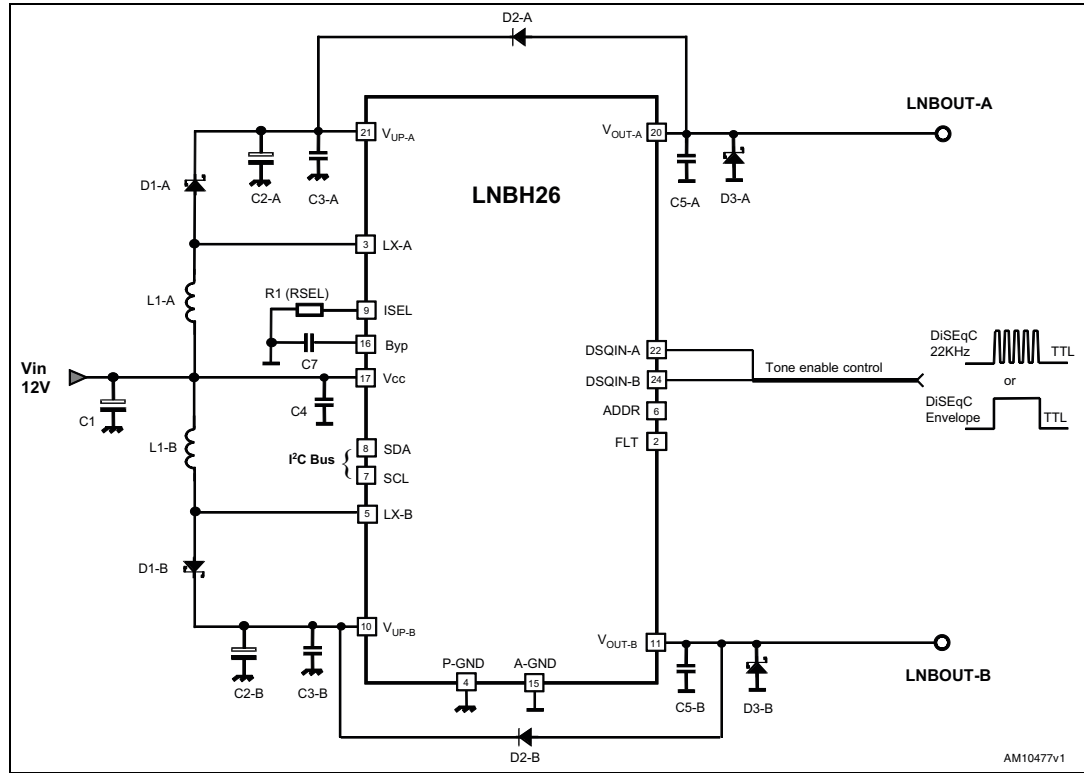 D2-A
LNBOUT-A
21
VUP-A
VOUT-A
20
D1-A
C2-A
C3-A
LNBH26
C5-A
D3-A
3
LX-A
L1-A
R1 (RSEL)
9
ISEL
C7
16
Byp
DSQIN-A
22
DiSEqC
22KHz
TTL
Vin
12V
17
Vcc
DSQIN-B
24
Tone enable control
or
C1
C4
ADDR
6
DiSEqC
Envelope
TTL
L1-B
I²C Bus
{
8
SDA
FLT
2
7
SCL
5
LX-B
D1-B
10
VUP-B
VOUT-B
11
C2-B
C3-B
P-GND
A-GND
4
15
C5-B
D3-B
LNBOUT-B
D2-B
AM10477v1